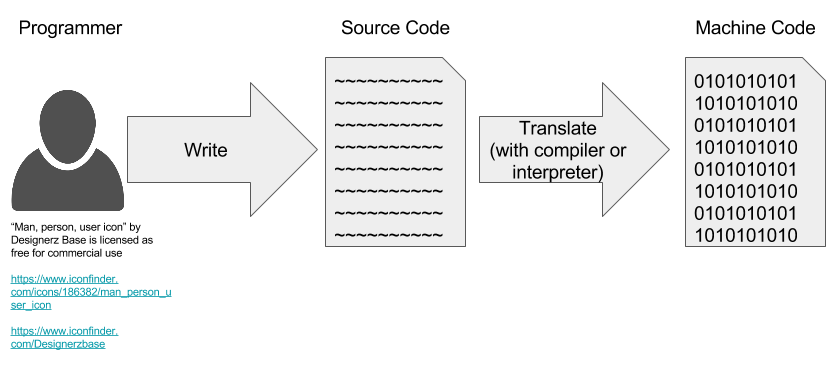 Programmer
Source Code
Machine Code
Write
~~~~~~~~~~
~~~~~~~~~~
~~~~~~~~~~
~~~~~~~~~~
~~~~~~~~~~
~~~~~~~~~~
~~~~~~~~~~
~~~~~~~~~~
Translate
(with compiler or
interpreter)
0101010101
1010101010
0101010101
1010101010
0101010101
1010101010
0101010101
1010101010
“Man, person, user icon” by
Designerz Base is licensed as
free for commercial use
https://www.iconfinder.
com/icons/186382/man_person_u
ser_icon
https://www.iconfinder.
com/Designerzbase